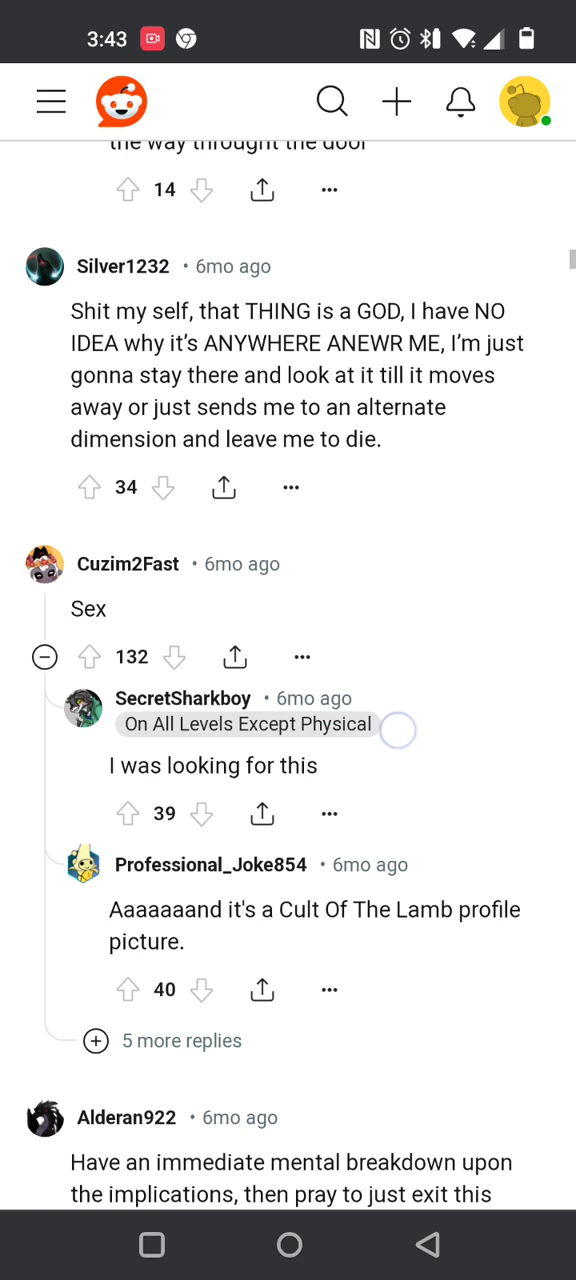 3:43
the way throught the door
14
Silver1232 • 6mo ago
Shit my self, that THING is a GOD, I have NO
IDEA why it’s ANYWHERE ANEWR ME, I’m just
gonna stay there and look at it till it moves
away or just sends me to an alternate
dimension and leave me to die.
34
Cuzim2Fast • 6mo ago
Sex
132
SecretSharkboy • 6mo ago
On All Levels Except Physical
I was looking for this
39
Professional_Joke854 • 6mo ago
Aaaaaaand it's a Cult Of The Lamb profile
picture.
40
5 more replies
Alderan922 • 6mo ago
Have an immediate mental breakdown upon
the implications, then pray to just exit this